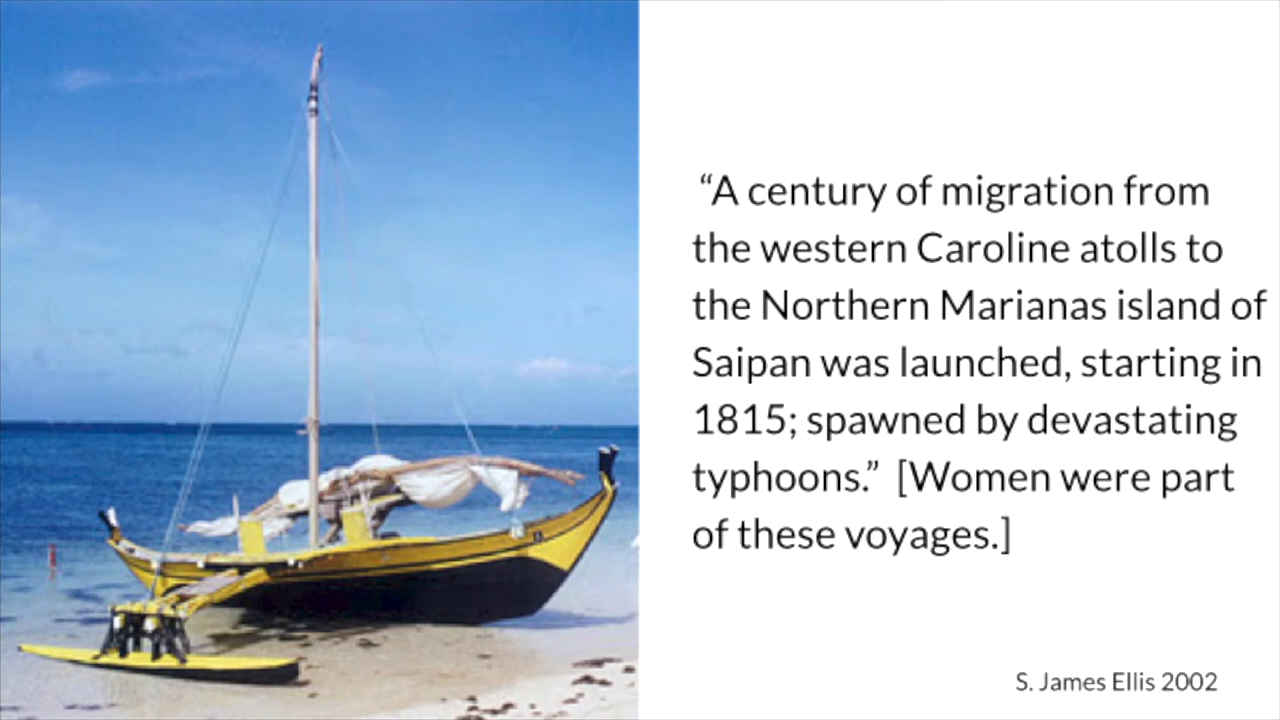 “A century of migration from
the western Caroline atolls to
the Northern Marianas island of
Saipan was launched, starting in
1815; spawned by devastating
typhoons.” [Women were part
of these voyages.]
S. James Ellis 2002